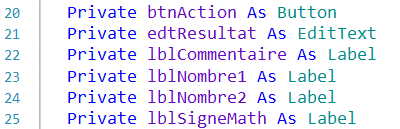 20 Private btnAction As Button
21 Private edtResultat As EditText
22 Private lblCommentaire As Label
23 Private lblNombre1 As Label
24 Private lblNombre2 As Label
25 Private lblSigneMath As Label